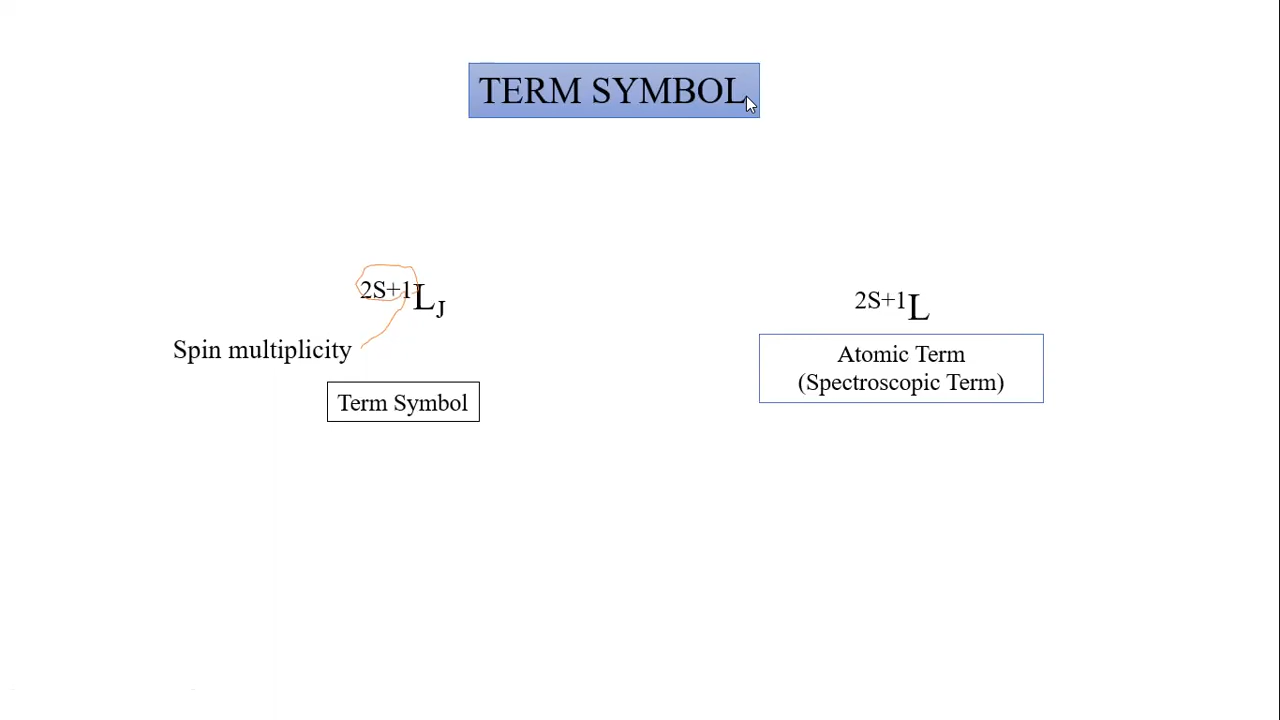 TERM SYMBOL
2S+1LJ
2S+1L
Spin multiplicity
Atomic Term
(Spectroscopic Term)
Term Symbol